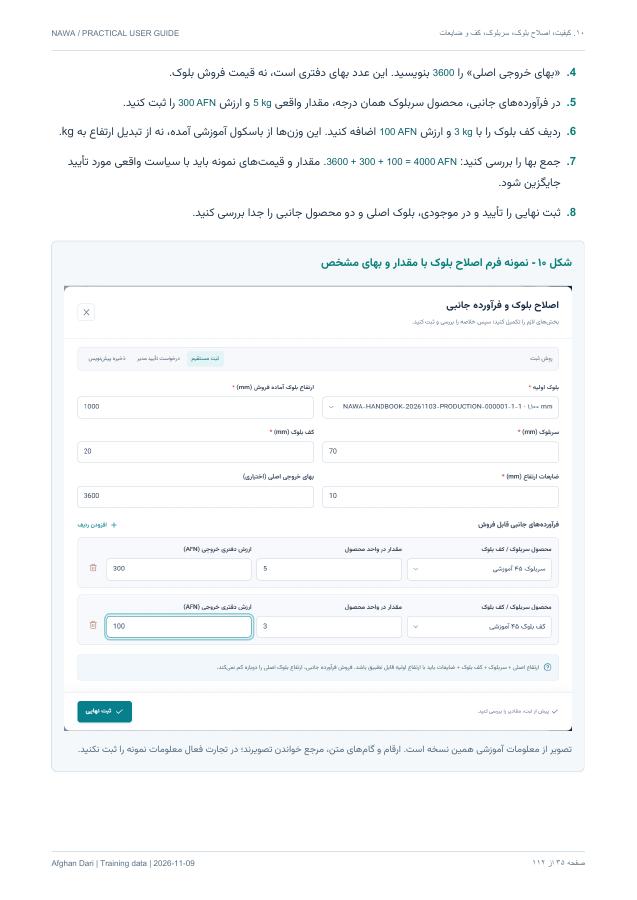 ۱۰. کیفیت، اصلاح بلوک، سربلوک، کف و ضایعات
NAWA / PRACTICAL USER GUIDE
4. «بهای خروجی اصلی» را 3600 بنویسید. این عدد بهای دفتری است، نه قیمت فروش بلوک.
5. در فرآورده‌های جانبی، محصول سربلوک همان درجه، مقدار واقعی 5 kg و ارزش 300 AFN را ثبت کنید.
6. ردیف کف بلوک را با 3 kg و ارزش 100 AFN اضافه کنید. این وزن‌ها از باسکول آموزشی آمده، نه از تبدیل ارتفاع به kg.
7. جمع بها را بررسی کنید: 3600 + 300 + 100 = 4000 AFN. مقدار و قیمت‌های نمونه باید با سیاست واقعی مورد تأیید
جایگزین شود.
8. ثبت نهایی را تأیید و در موجودی، بلوک اصلی و دو محصول جانبی را جدا بررسی کنید.
شکل ۱۰ - نمونه فرم اصلاح بلوک با مقدار و بهای مشخص
اصلاح بلوک و فرآورده جانبی
بخش‌های لازم را تکمیل کنید؛ سپس خلاصه را بررسی و ثبت کنید.
روش ثبت
ثبت مستقیم
درخواست تأیید مدیر
ذخیره پیش‌نویس
بلوک اولیه *
ارتفاع بلوک آماده فروش (mm) *
NAWA-HANDBOOK-20261103-PRODUCTION-000001-1-1 - ۱٬۱۰۰ mm
1000
سربلوک (mm) *
کف بلوک (mm) *
70
20
ضایعات ارتفاع (mm) *
بهای خروجی اصلی (اختیاری)
10
3600
فرآورده‌های جانبی قابل فروش
+ افزودن ردیف
محصول سربلوک / کف بلوک
مقدار در واحد محصول
ارزش دفتری خروجی (AFN)
سربلوک ۴۵ آموزشی
5
300
محصول سربلوک / کف بلوک
مقدار در واحد محصول
ارزش دفتری خروجی (AFN)
کف بلوک ۴۵ آموزشی
3
100
ارتفاع اصلی + سربلوک + کف بلوک + ضایعات باید با ارتفاع اولیه قابل تطبیق باشد. فروش فرآورده جانبی، ارتفاع بلوک اصلی را دوباره کم نمی‌کند.
پیش از ثبت، مقادیر را بررسی کنید.
ثبت نهایی
تصویر از معلومات آموزشی همین نسخه است. ارقام و گام‌های متن، مرجع خواندن تصویرند؛ در تجارت فعال معلومات نمونه را ثبت نکنید.
صفحه ۳۵ از ۱۱۲
Afghan Dari | Training data | 2026-11-09